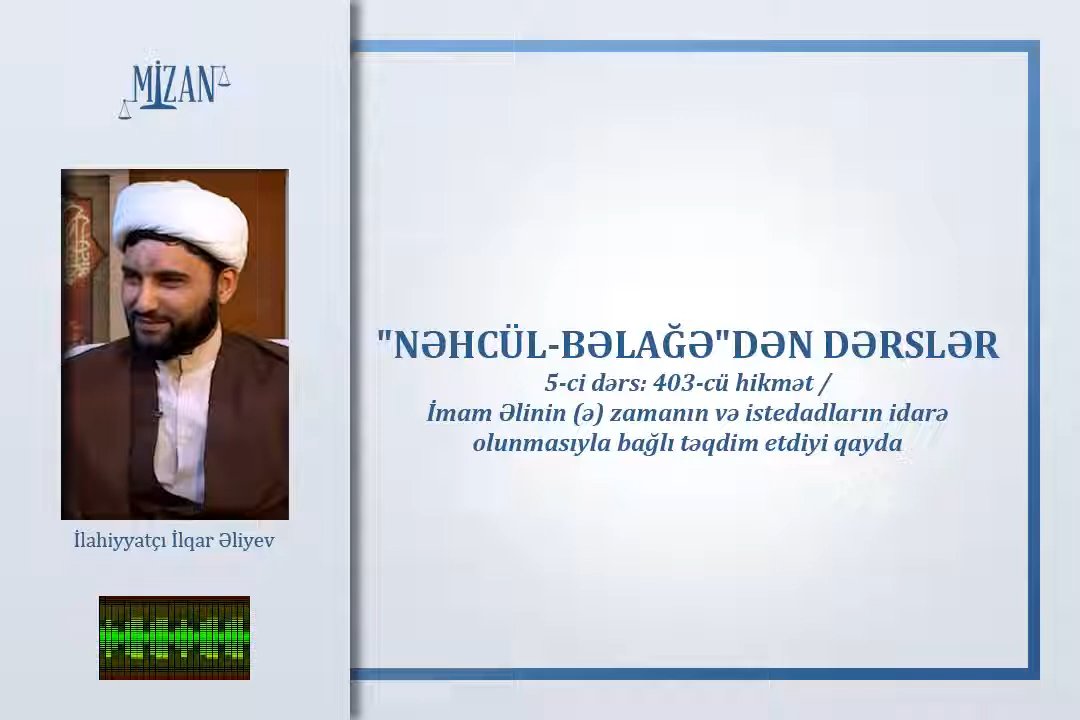 MİZAN
İlahiyyatçı İlqar Əliyev
"NƏHCÜL-BƏLAĞƏ"DƏN DƏRSLƏR
5-ci dərs: 403-cü hikmət /
İmam Əlinin (ə) zamanın və istedadların idarə
olunmasıyla bağlı təqdim etdiyi qayda